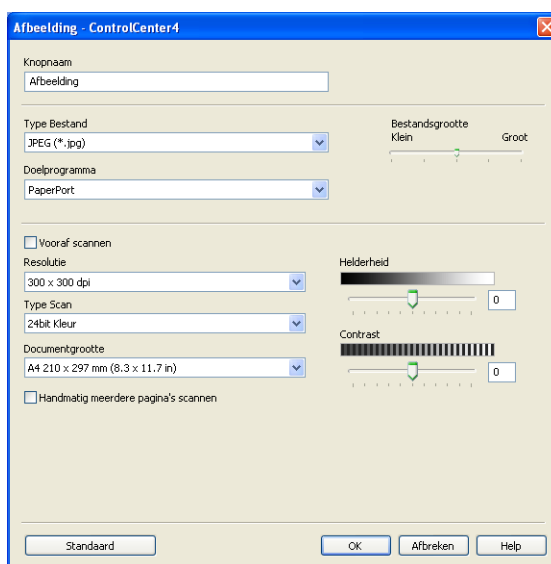 Afbeelding - ControlCenter4
Knopnaam
Afbeelding
Type Bestand
JPEG (*.jpg)
Bestandsgrootte
Klein Groot
Doelprogramma
PaperPort
Vooraf scannen
Resolutie
300 x 300 dpi
Type Scan
24bit Kleur
Documentgrootte
A4 210 x 297 mm (8.3 x 11.7 in)
Handmatig meerdere pagina's scannen
Helderheid
0
Contrast
0
Standaard
OK
Afbreken
Help